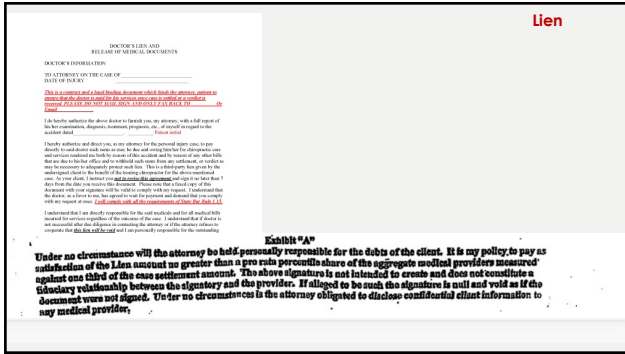 Lien
DOCTOR'S LIEN AND
RELEASE OF MEDICAL DOCUMENTS
DOCTOR'S INFORMATION
TO ATTORNEY ON THE CASE OF
DATE OF INJURY
This is a contract and a legal binding document which binds the attorney, patient to
ensure that the doctor is paid for his services once case is settled or a verdict is
received. PLEASE DO NOT MAIL SIGN AND ONLY FAX BACK TO ________ Or
Email
I do hereby authorize the above doctor to furnish you, my attorney, with a full report of
his/her examination, diagnosis, treatment, prognosis, etc., of myself in regard to the
accident dated ____________, ________ Patient initial
I hereby authorize and direct you, as my attorney for the personal injury case, to pay
directly to said doctor such sums as may be due and owing him/her for chiropractic care
and services rendered me both by reason of this accident and by reason of any other bills
that are due to his/her office and to withhold such sums from any settlement, or verdict as
may be necessary to adequately protect such lien. This is a third-party lien given by the
undersigned client to the benefit of the treating chiropractor for the above-mentioned
case. As your client, I instruct you not to revise this agreement and sign it no later than 7
days from the date you receive this document. Please note that a faxed copy of this
document with your signature will be valid to comply with my request. I understand that
the doctor, as a favor to me, has agreed to wait for payment and demand that you comply
with my request at once. I will comply with all the requirements of State Bar Rule 1.15.
I understand that I am directly responsible for the said medicals and for all medical bills
incurred for services regardless of the outcome of the case. I understand that if doctor is
not successful after due diligence in contacting the attorney or if the attorney refuses to
cooperate that this lien will be void and I am personally responsible for the outstanding
Exhibit "A"
Under no circumstance will the attorney be held personally responsible for the debts of the client. It is my policy to pay as
satisfaction of the Lien amount no greater than a pro rata percentile share of the aggregate medical providers measured
against one third of the case settlement amount. The above signature is not intended to create and does not constitute a
fiduciary relationship between the signatory and the provider. If alleged to be such the signature is null and void as if the
document were not signed. Under no circumstances is the attorney obligated to disclose confidential client information to
any medical provider.